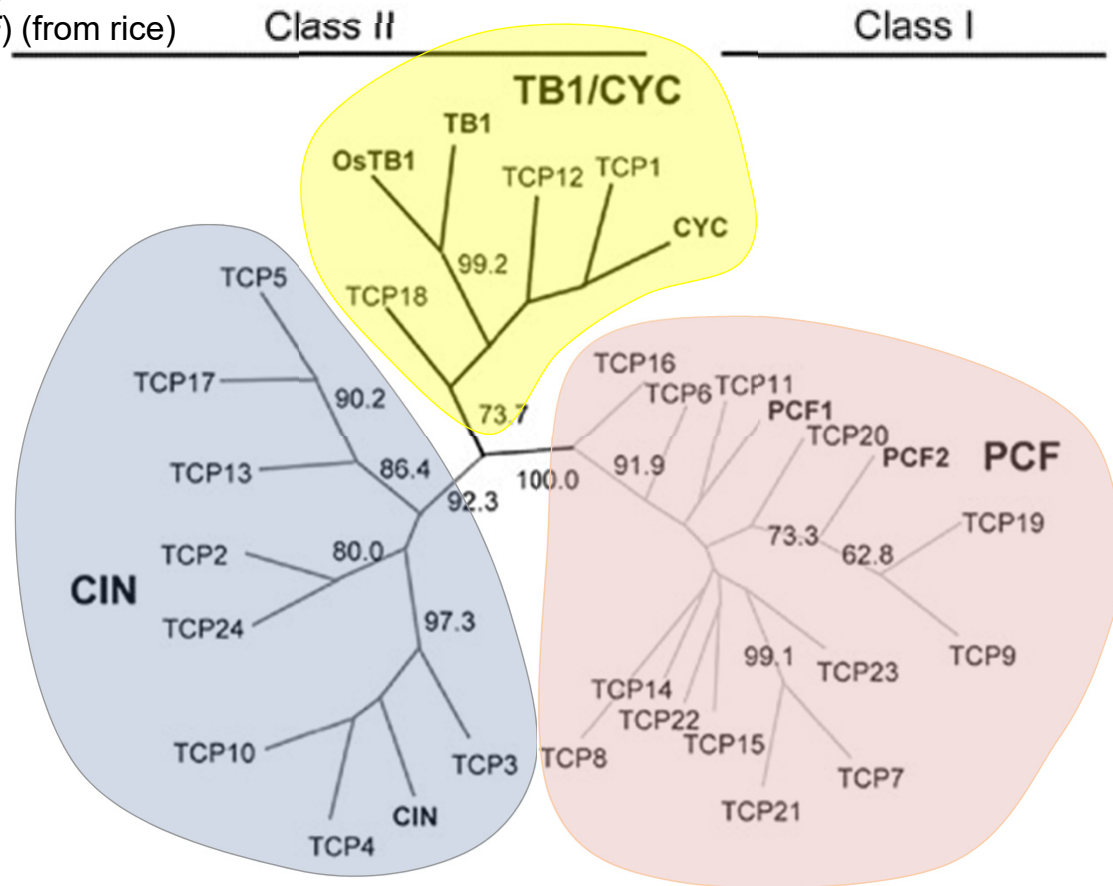 ) (from rice)
Class II
Class I
TB1/CYC
TB1
OsTB1
TCP12
TCP1
CYC
99.2
TCP18
73.7
TCP5
TCP17
90.2
TCP13
86.4
92.3
100.0
TCP2
80.0
CIN
TCP24
97.3
TCP10
TCP3
CIN
TCP4
TCP16
TCP6
TCP11
PCF1
TCP20
PCF2
PCF
91.9
TCP19
73.3
62.8
TCP9
99.1
TCP23
TCP14
TCP22
TCP15
TCP8
TCP7
TCP21